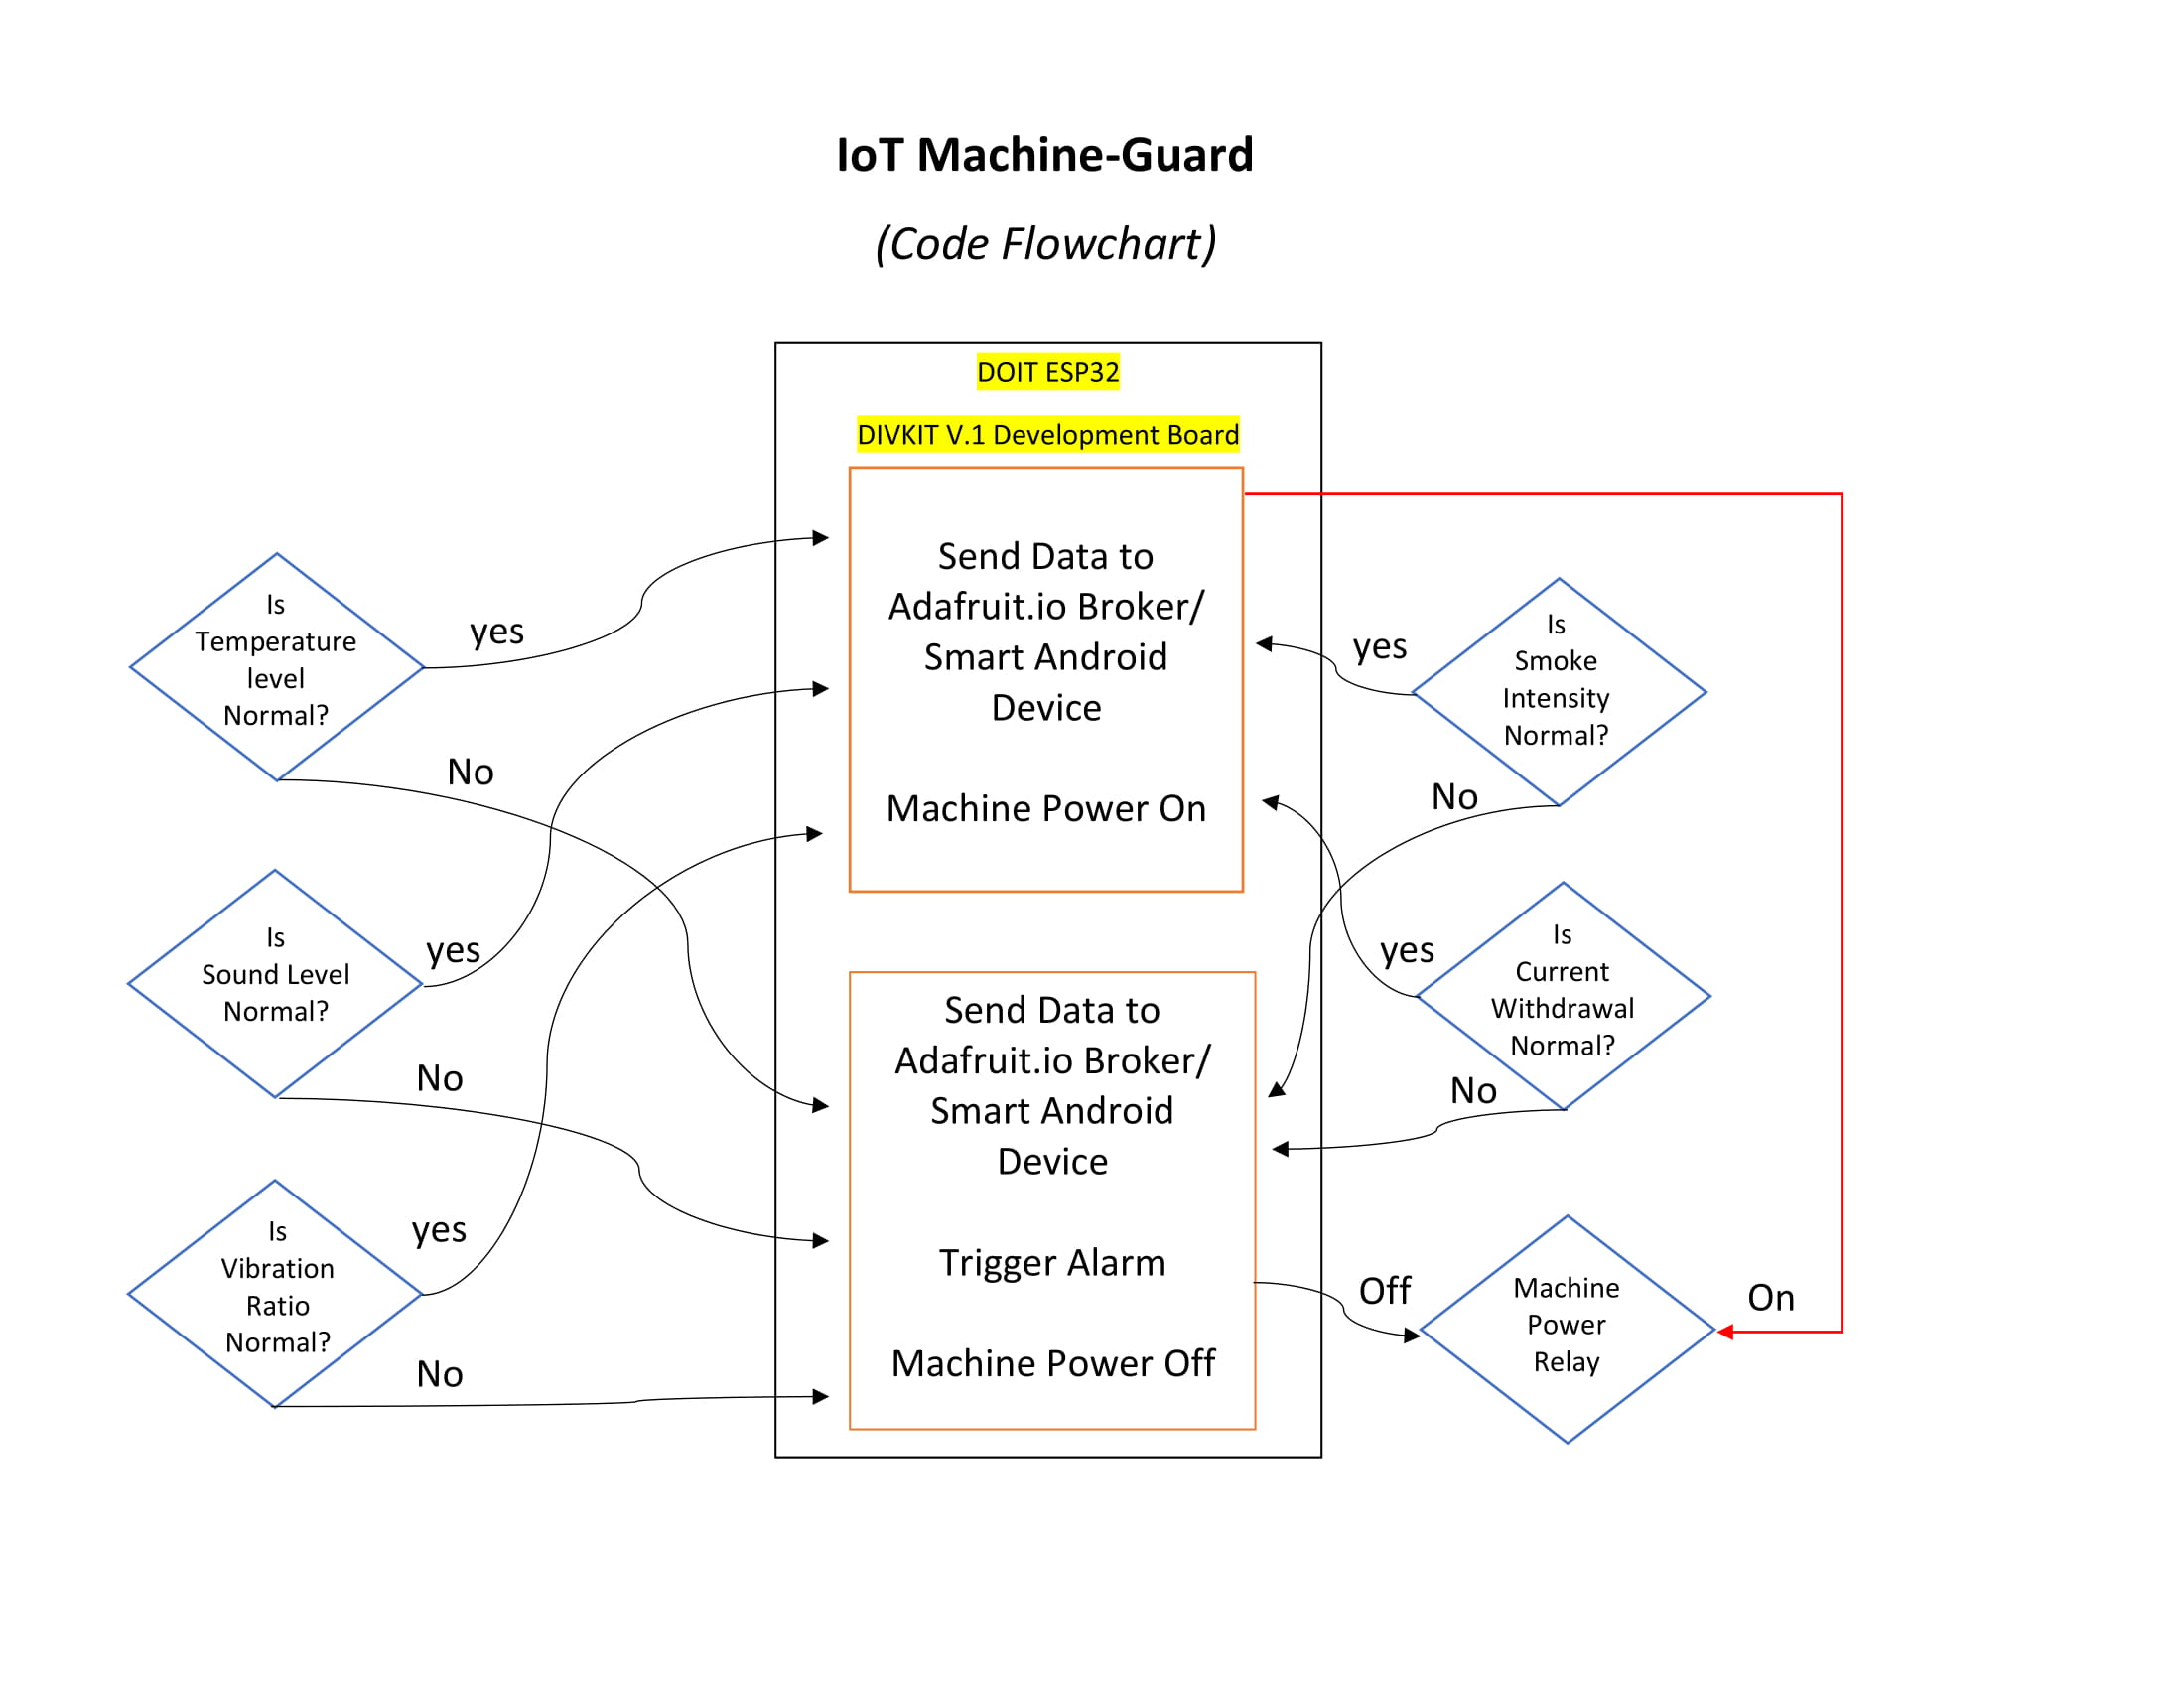 IoT Machine-Guard
(Code Flowchart)
DOIT ESP32
DIVKIT V.1 Development Board
Send Data to
Adafruit.io Broker/
Smart Android
Device
Machine Power On
Is
Temperature
level
Normal?
yes
No
Is
Smoke
Intensity
Normal?
yes
No
Is
Sound Level
Normal?
yes
No
Is
Current
Withdrawal
Normal?
yes
No
Send Data to
Adafruit.io Broker/
Smart Android
Device
Trigger Alarm
Machine Power Off
Is
Vibration
Ratio
Normal?
yes
No
Off
Machine
Power
Relay
On